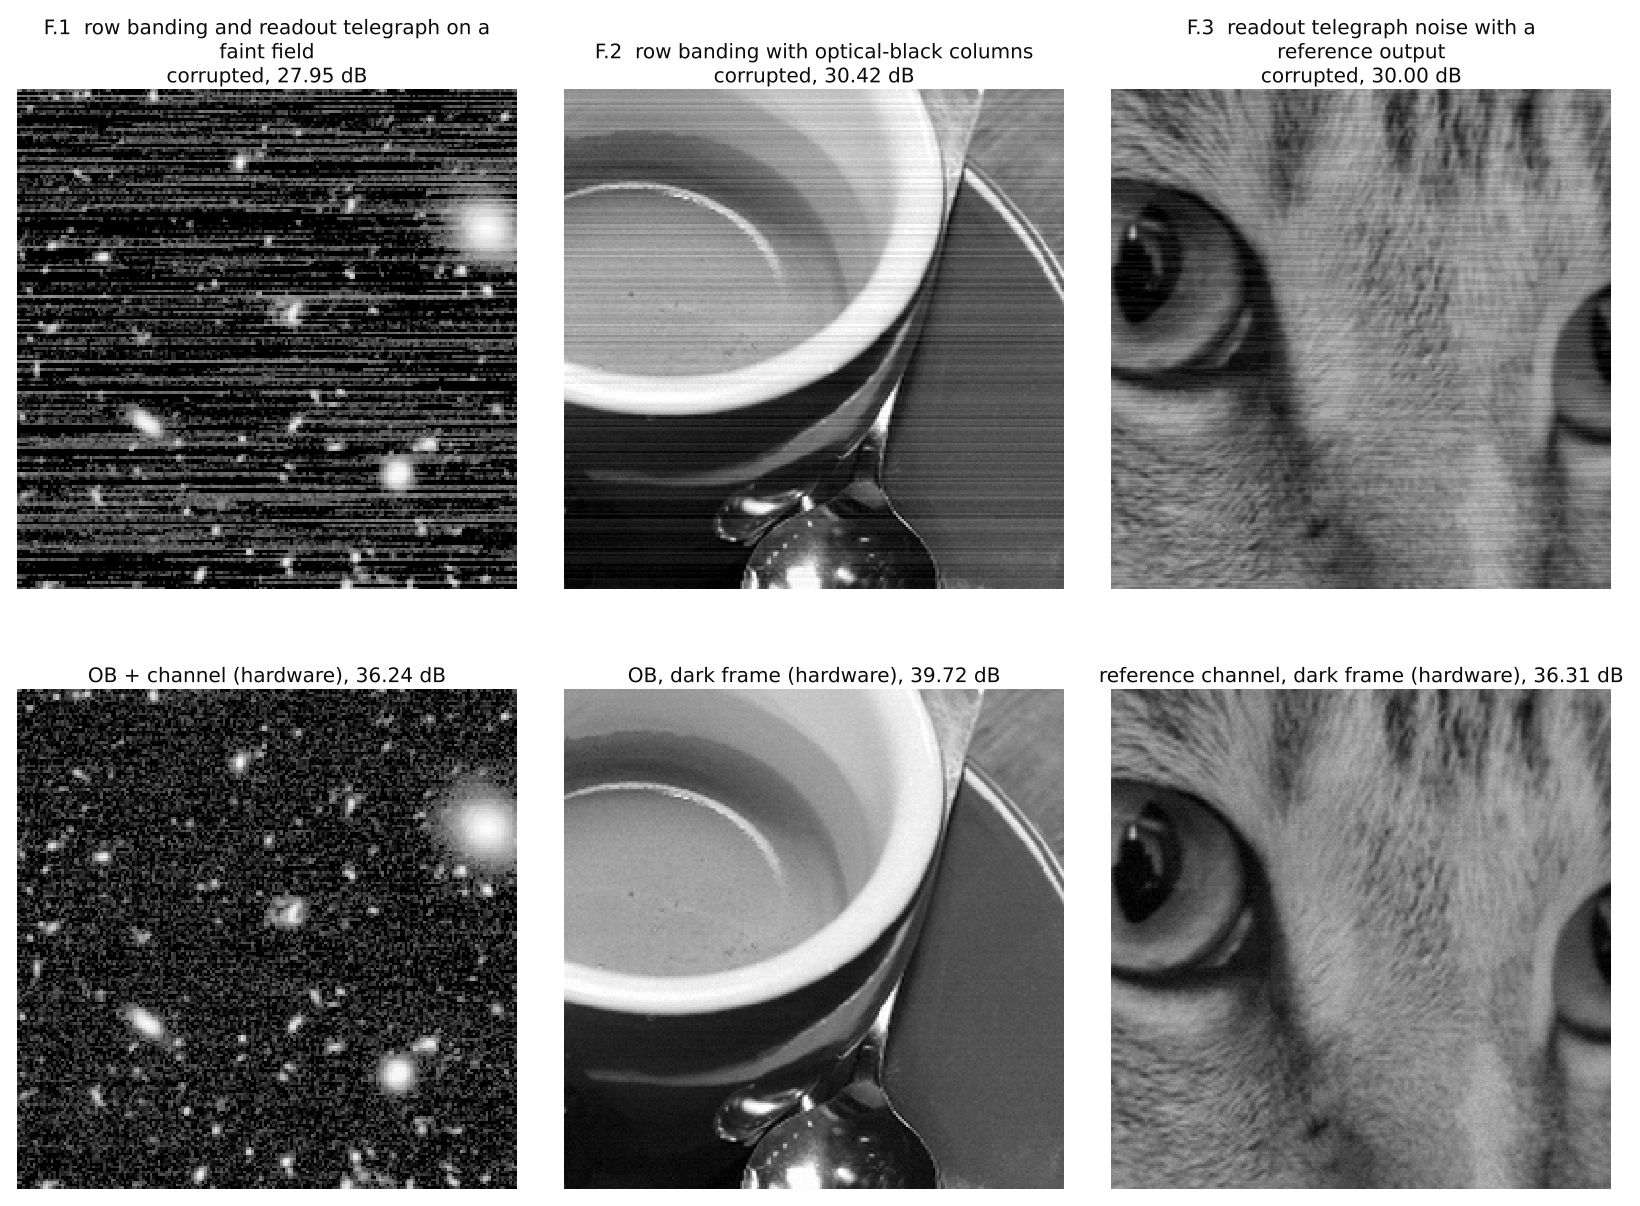 F.1 row banding and readout telegraph on a
faint field
corrupted, 27.95 dB
F.2 row banding with optical-black columns
corrupted, 30.42 dB
F.3 readout telegraph noise with a
reference output
corrupted, 30.00 dB
OB + channel (hardware), 36.24 dB
OB, dark frame (hardware), 39.72 dB
reference channel, dark frame (hardware), 36.31 dB